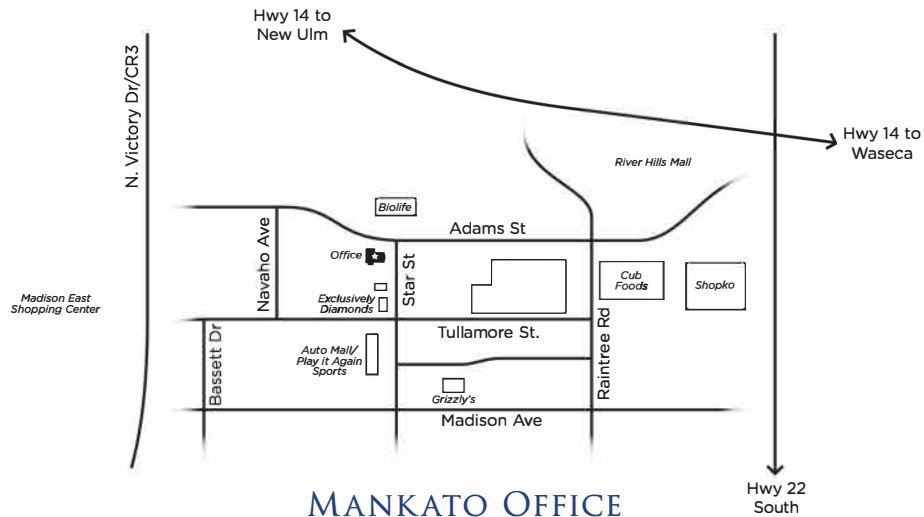 Hwy 14 to
New Ulm
N. Victory Dr/CR3
Hwy 14 to
Waseca
River Hills Mall
Biolife
Adams St
Navaho Ave
Office
Star St
Cub
Foods
Shopko
Madison East
Shopping Center
Exclusively
Diamonds
Tullamore St.
Raintree Rd
Bassett Dr
Auto Mall/
Play it Again
Sports
Grizzly's
Madison Ave
Hwy 22
South
MANKATO OFFICE